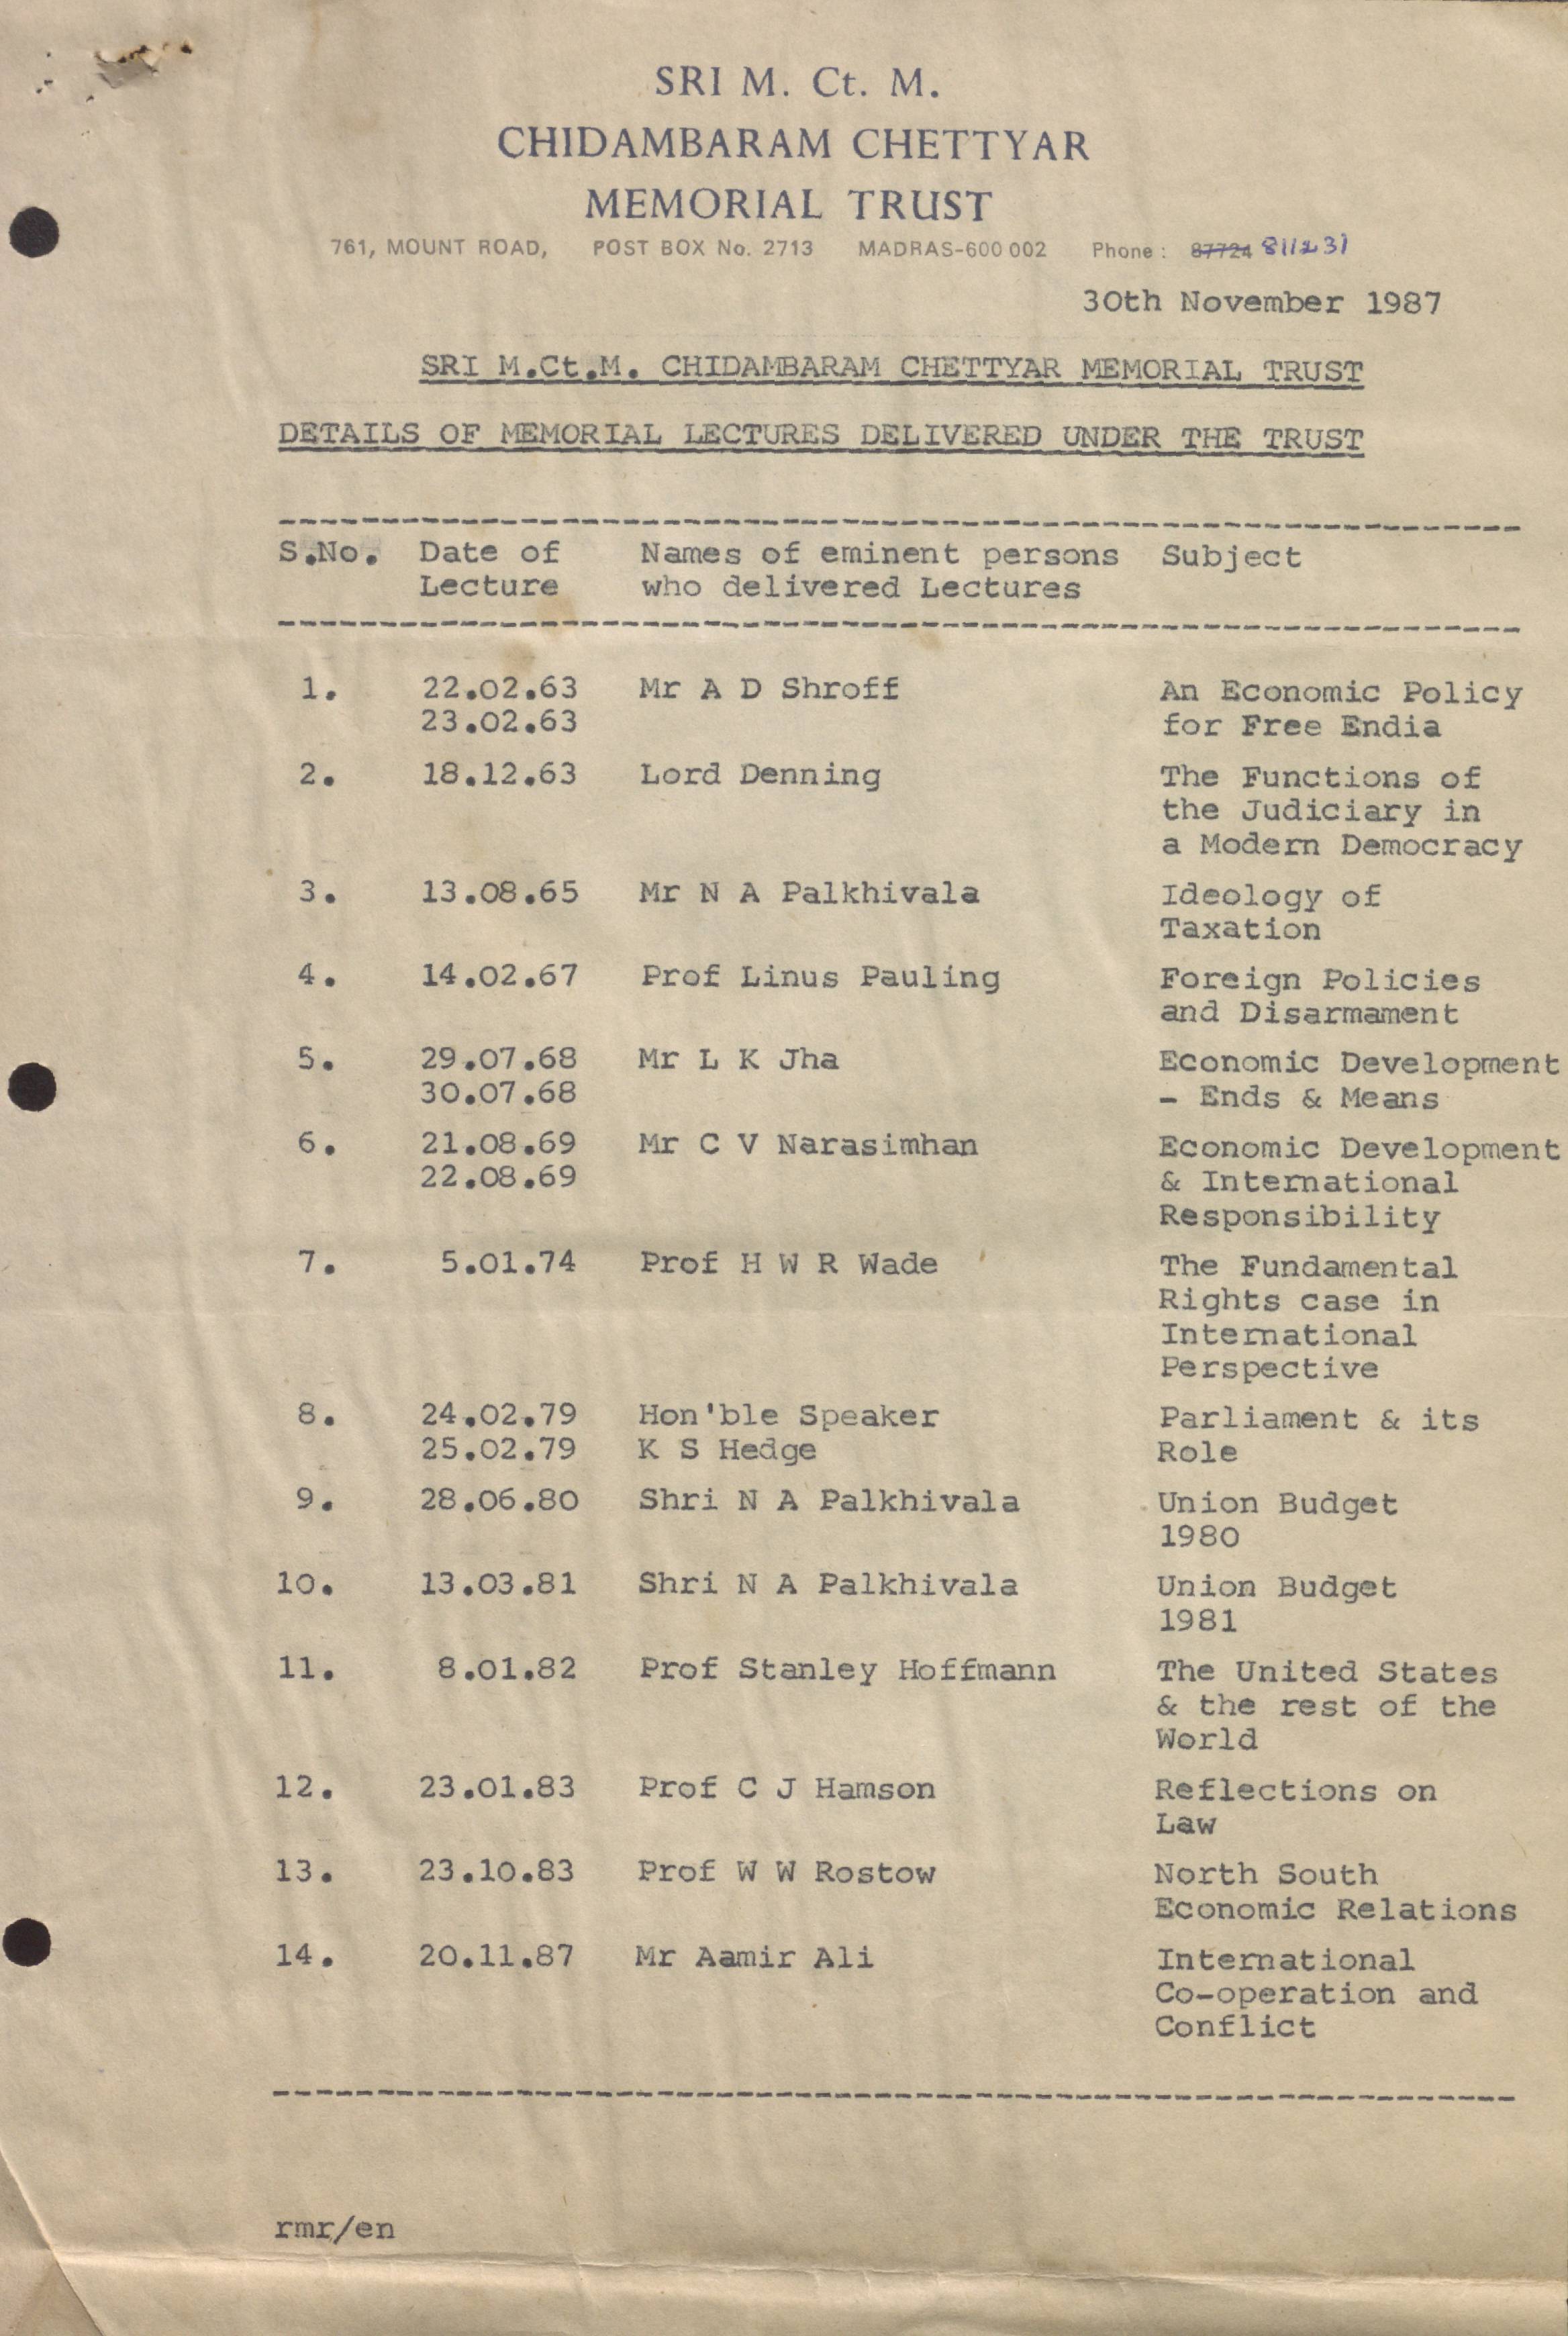 SRI M. Ct. M.
CHIDAMBARAM CHETTYAR
MEMORIAL TRUST
761, MOUNT ROAD, POST BOX No. 2713 MADRAS-600 002 Phone : 87724 811231
30th November 1987
SRI M.Ct.M. CHIDAMBARAM CHETTYAR MEMORIAL TRUST
DETAILS OF MEMORIAL LECTURES DELIVERED UNDER THE TRUST
S.No. Date of Names of eminent persons Subject
Lecture who delivered Lectures
1. 22.02.63 Mr A D Shroff An Economic Policy
23.02.63 for Free Endia
2. 18.12.63 Lord Denning The Functions of
the Judiciary in
a Modern Democracy
3. 13.08.65 Mr N A Palkhivala Ideology of
Taxation
4. 14.02.67 Prof Linus Pauling Foreign Policies
and Disarmament
5. 29.07.68 Mr L K Jha Economic Development
30.07.68 - Ends & Means
6. 21.08.69 Mr C V Narasimhan Economic Development
22.08.69 & International
Responsibility
7. 5.01.74 Prof H W R Wade The Fundamental
Rights case in
International
Perspective
8. 24.02.79 Hon'ble Speaker Parliament & its
25.02.79 K S Hedge Role
9. 28.06.80 Shri N A Palkhivala Union Budget
1980
10. 13.03.81 Shri N A Palkhivala Union Budget
1981
11. 8.01.82 Prof Stanley Hoffmann The United States
& the rest of the
World
12. 23.01.83 Prof C J Hamson Reflections on
Law
13. 23.10.83 Prof W W Rostow North South
Economic Relations
14. 20.11.87 Mr Aamir Ali International
Co-operation and
Conflict
rmr/en